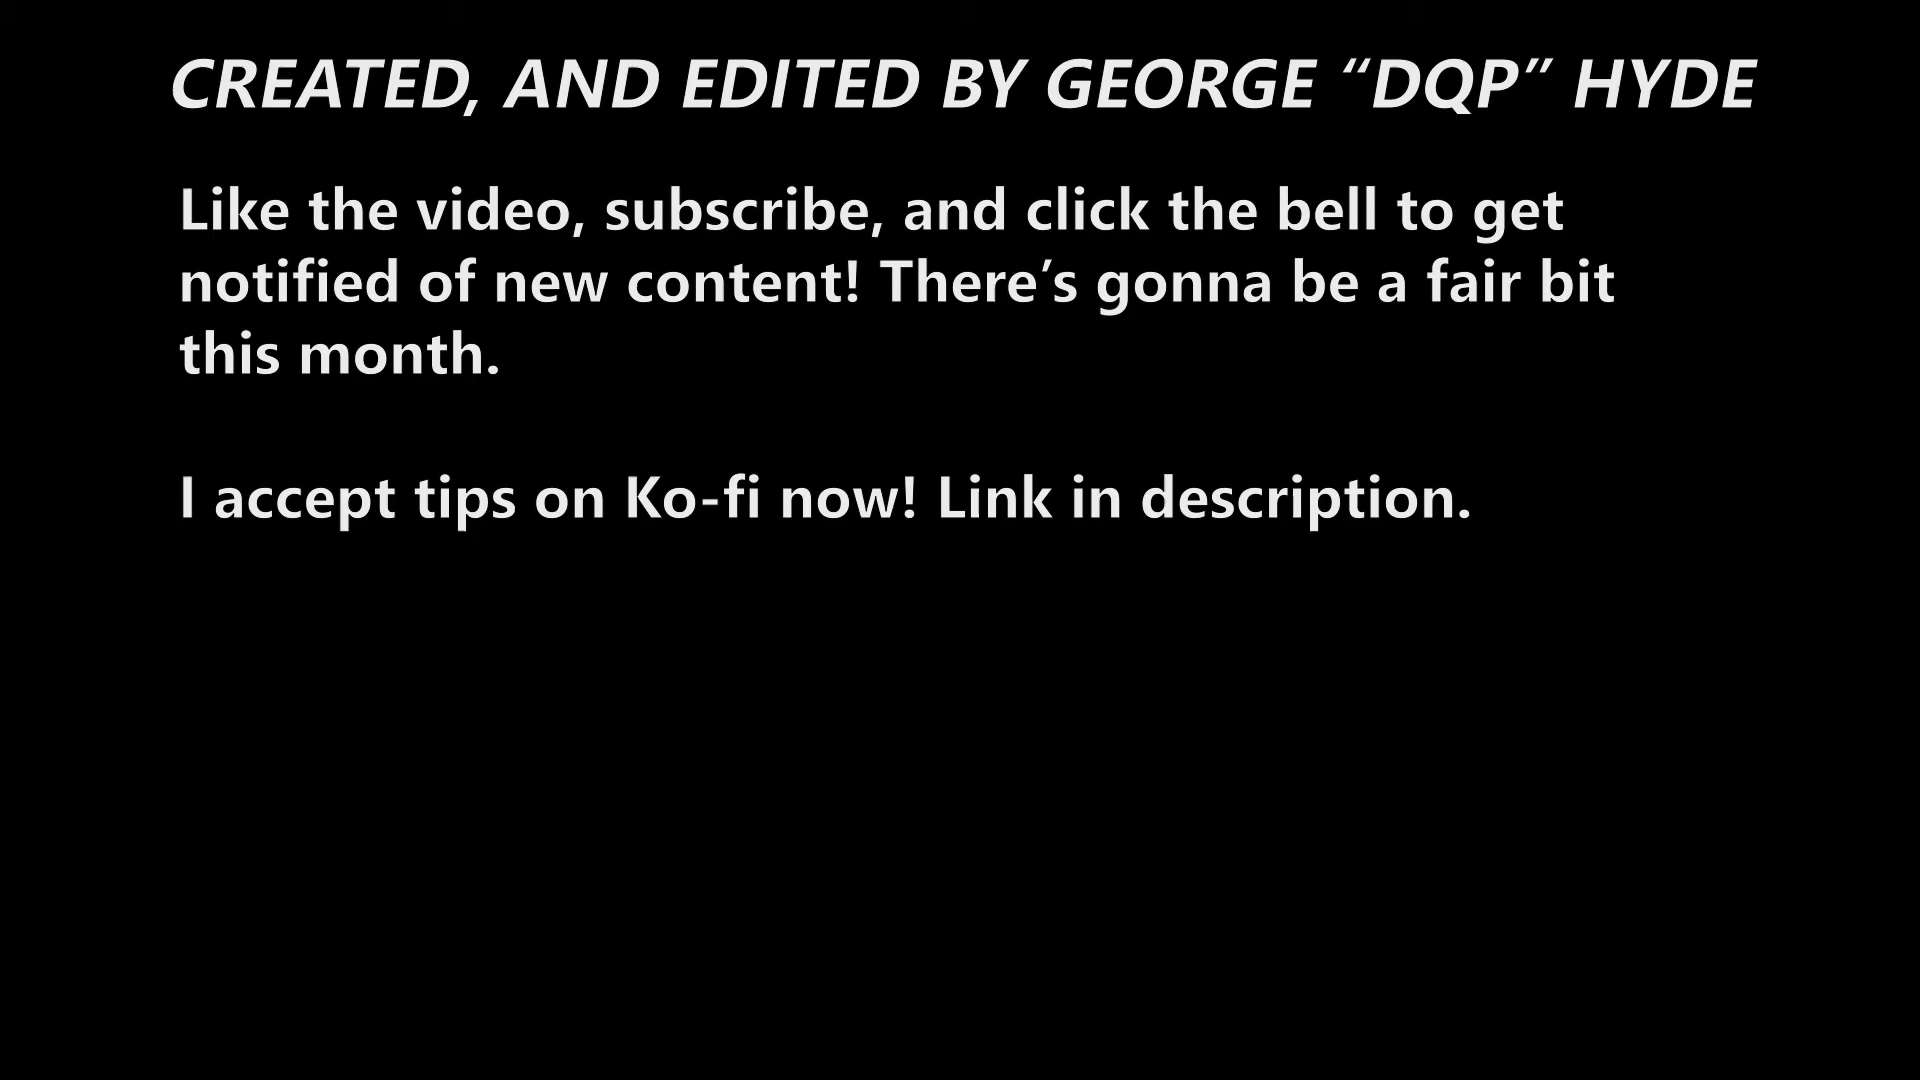 CREATED, AND EDITED BY GEORGE “DQP” HYDE
Like the video, subscribe, and click the bell to get
notified of new content! There’s gonna be a fair bit
this month.
I accept tips on Ko-fi now! Link in description.